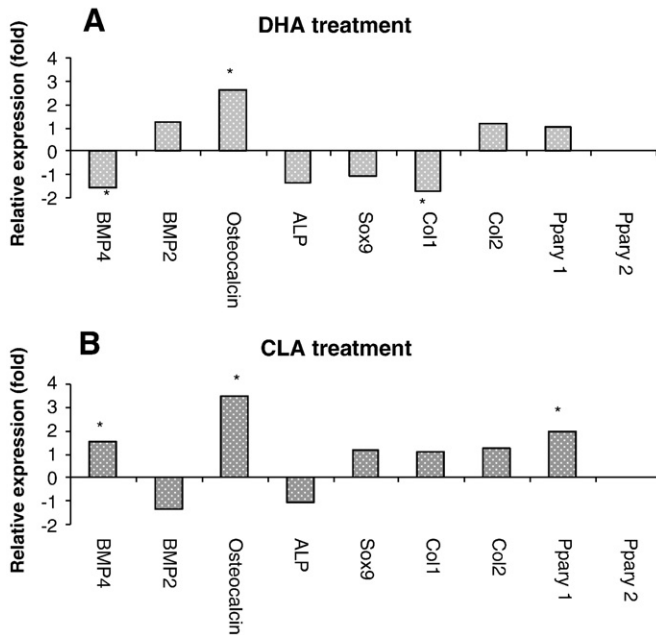 A
DHA treatment
Relative expression (fold)
4
3
2
1
0
-1
-2
*
*
*
BMP4
BMP2
Osteocalcin
ALP
Sox9
Col1
Col2
Ppary 1
Ppary 2
B
CLA treatment
Relative expression (fold)
4
3
2
1
0
-1
-2
*
*
*
BMP4
BMP2
Osteocalcin
ALP
Sox9
Col1
Col2
Ppary 1
Ppary 2